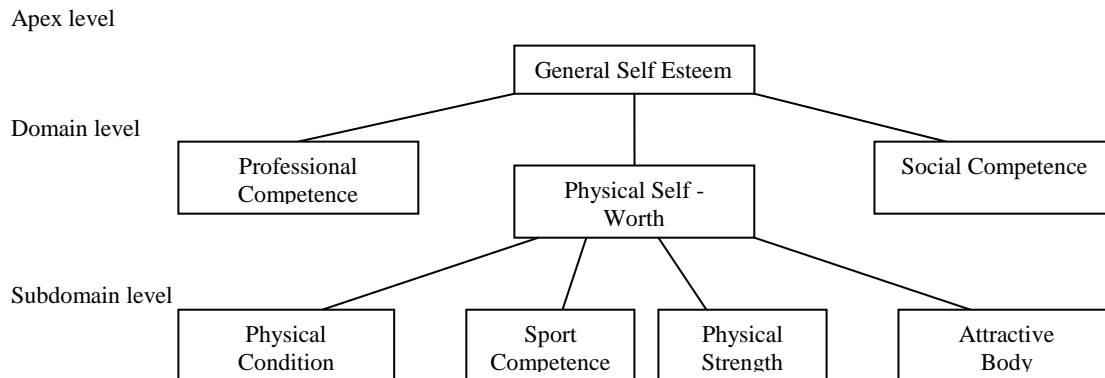 Apex level
General Self Esteem
Domain level
Professional
Competence
Physical Self -
Worth
Social Competence
Subdomain level
Physical
Condition
Sport
Competence
Physical
Strength
Attractive
Body